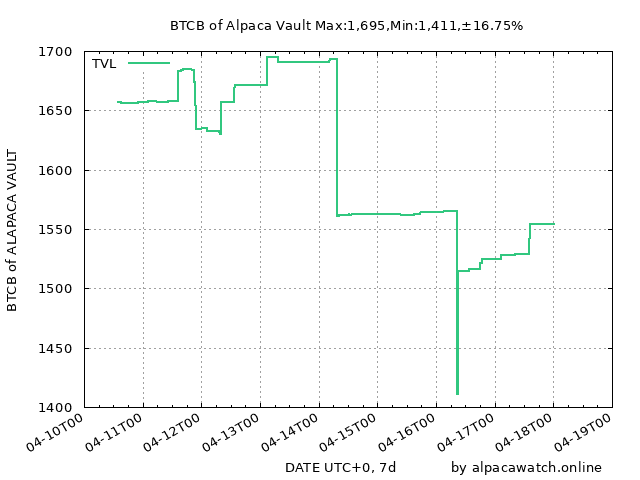 BTCB of Alpaca Vault Max:1,695,Min:1,411,±16.75%
TVL
BTCB of ALAPACA VAULT
1700
1650
1600
1550
1500
1450
1400
04-10T00
04-11T00
04-12T00
04-13T00
04-14T00
04-15T00
04-16T00
04-17T00
04-18T00
04-19T00
DATE UTC+0, 7d
by alpacawatch.online